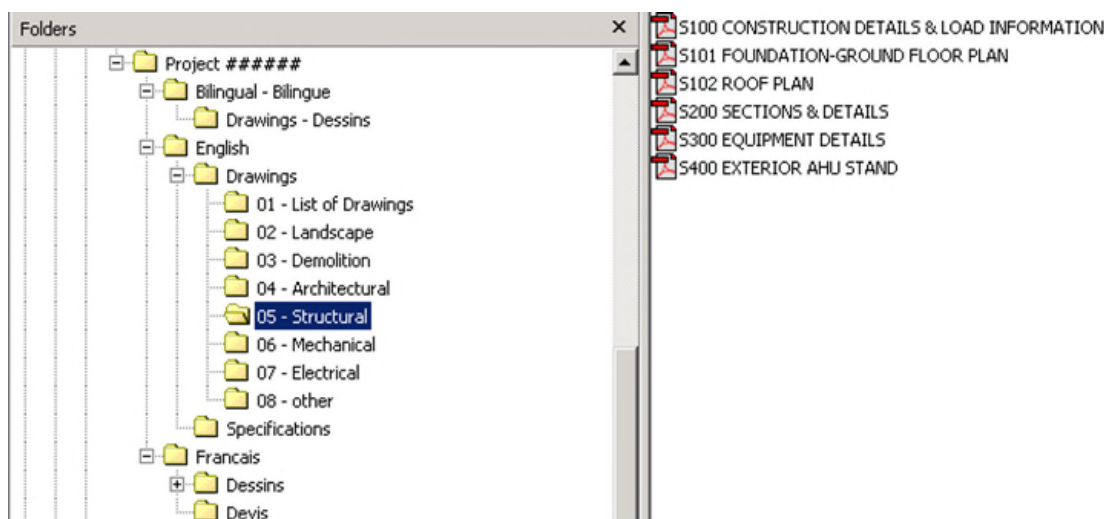 Folders
Project ######
Bilingual - Bilingue
Drawings - Dessins
English
Drawings
01 - List of Drawings
02 - Landscape
03 - Demolition
04 - Architectural
05 - Structural
06 - Mechanical
07 - Electrical
08 - other
Specifications
Francais
Dessins
Devis
S100 CONSTRUCTION DETAILS & LOAD INFORMATION
S101 FOUNDATION-GROUND FLOOR PLAN
S102 ROOF PLAN
S200 SECTIONS & DETAILS
S300 EQUIPMENT DETAILS
S400 EXTERIOR AHU STAND